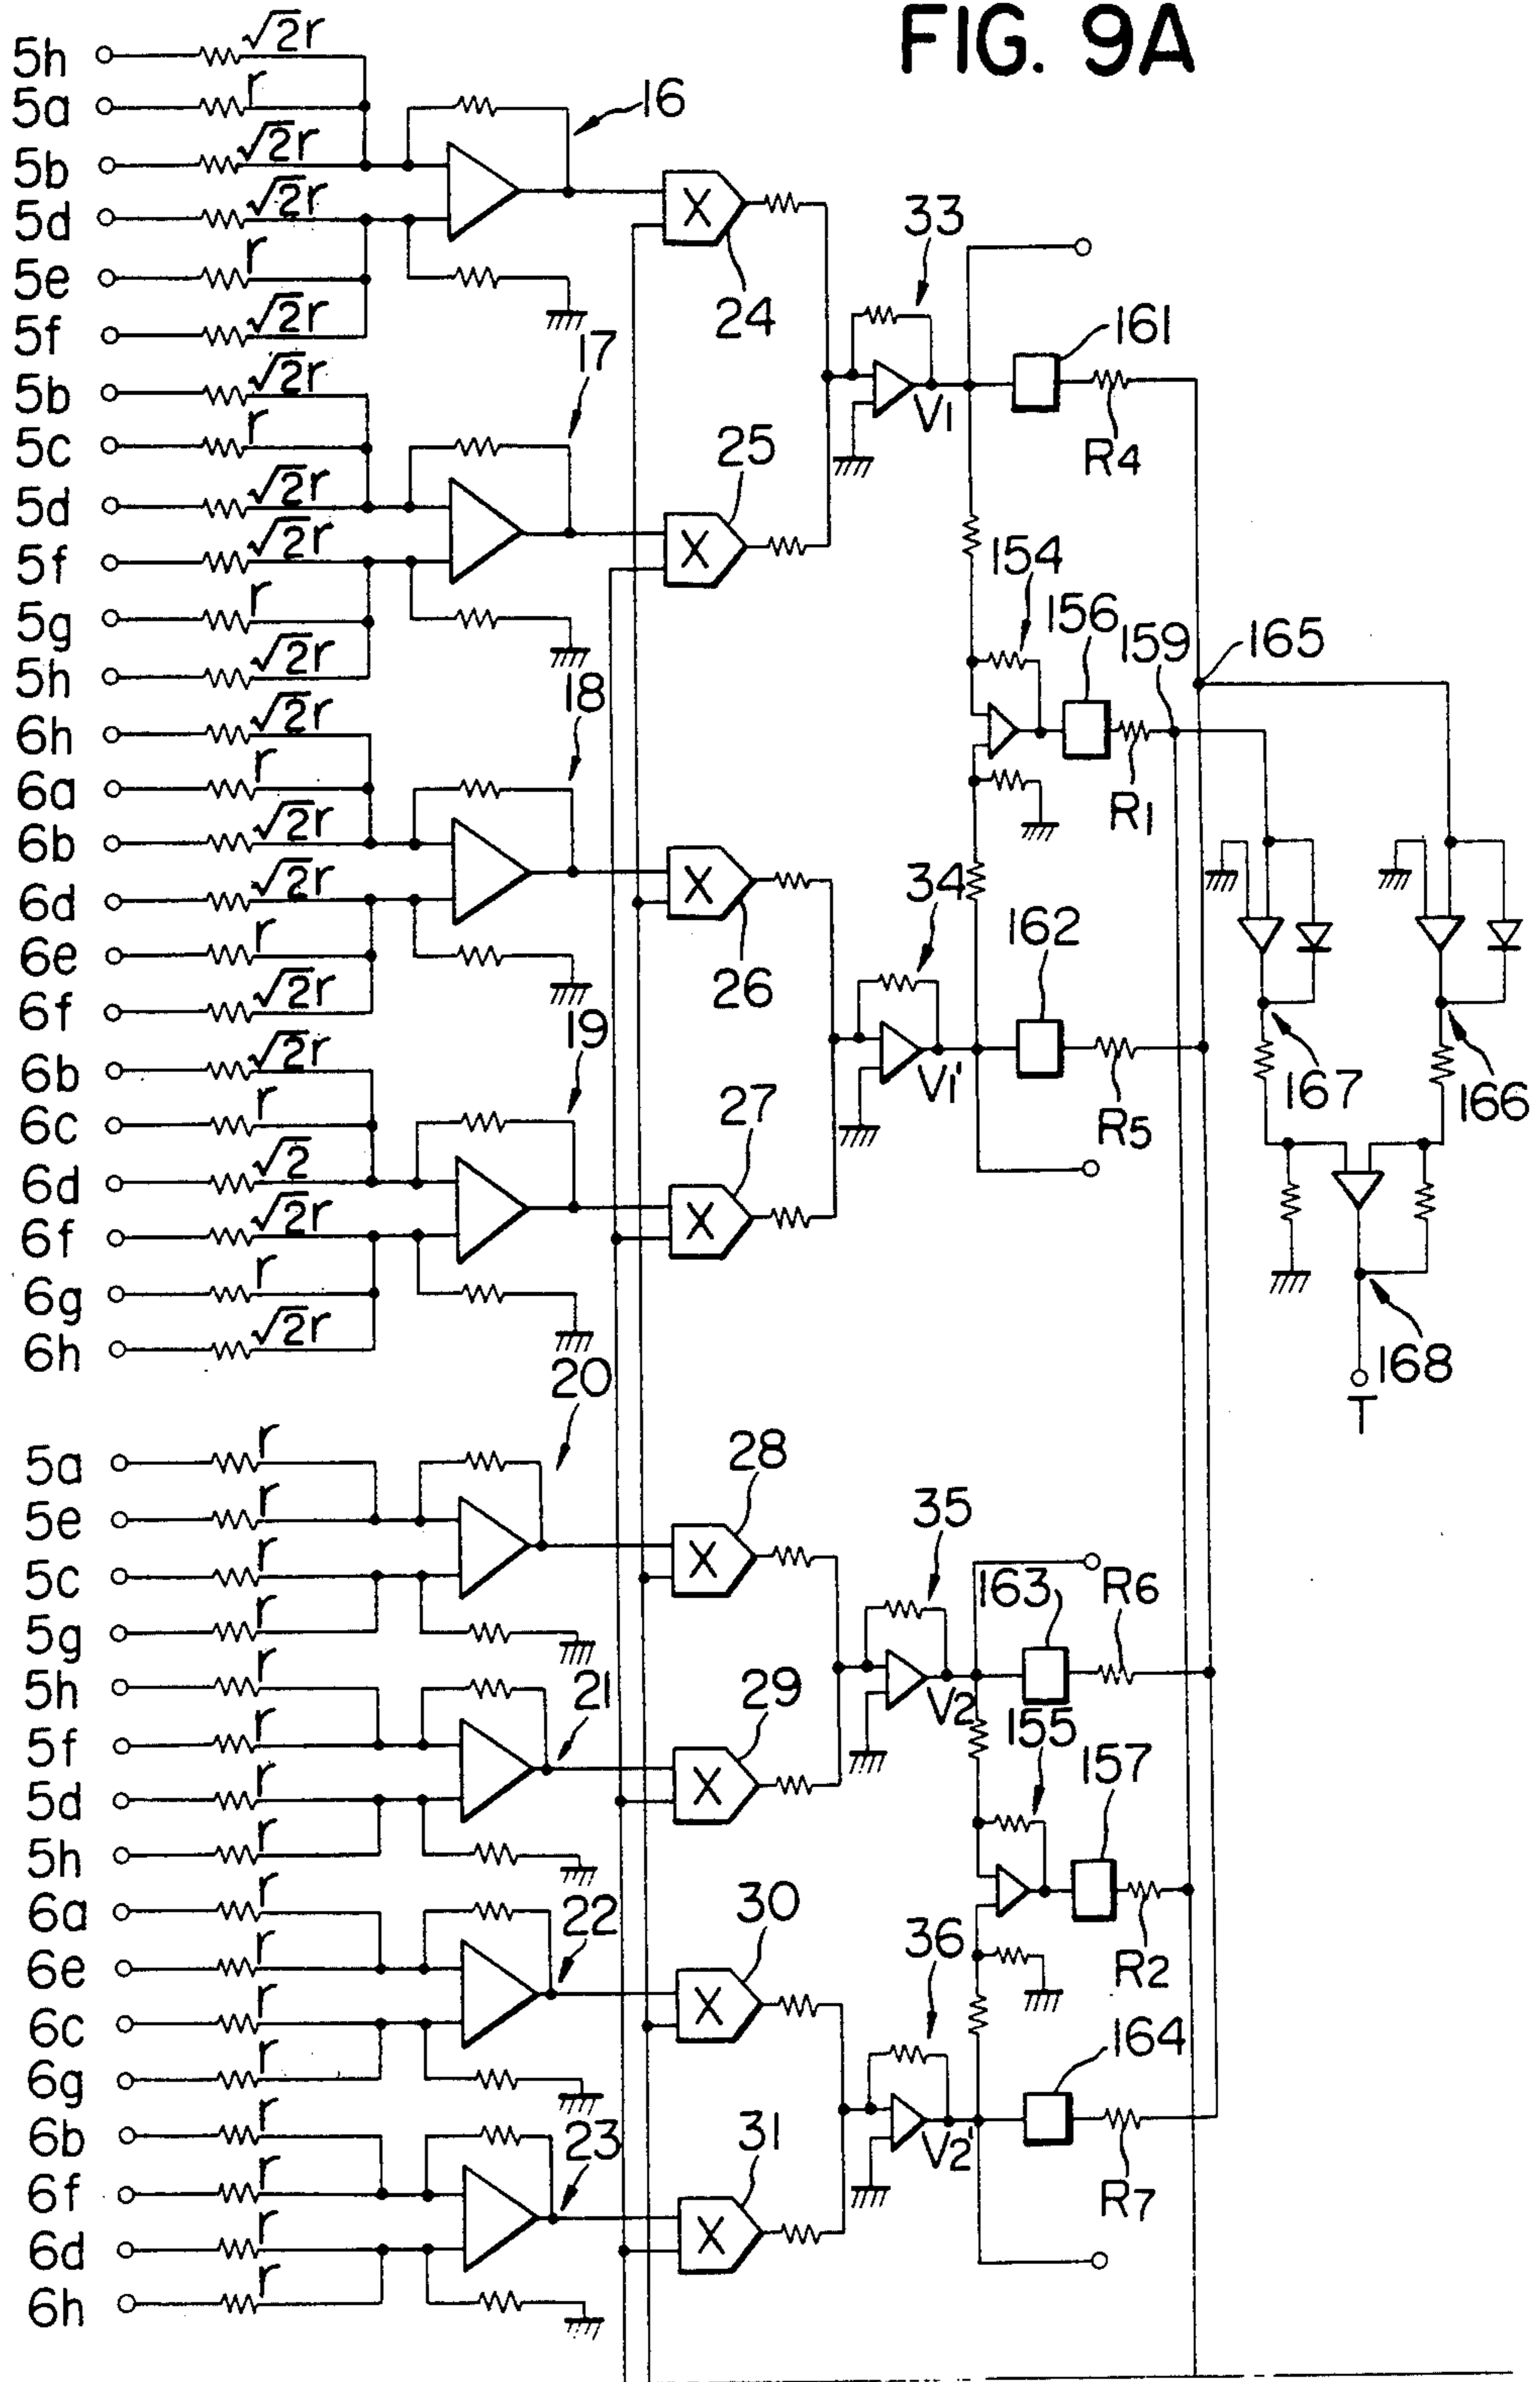 FIG. 9A
5h √2r
5a r
16
5b √2r
5d √2r
X
33
5e r
24
5f √2r
17
161
5b √2r
V1
5c r
25
R4
5d √2r
X
5f √2r
154
5g r
156 159 165
5h √2r
18
6h √2r
6a r
R1
6b √2r
X
34
6d √2r
162
6e r
26
6f √2r
19
6b √2r
V1'
167 166
6c r
27
R5
6d √2
X
6f √2r
6g r
6h √2r
20
168
T
5a r
28
5e r
35
X
5c r
163 R6
5g r
5h r
21
29
V2
155
5f r
157
X
5d r
5h r
6a r
22
30
36
6e r
R2
X
6c r
164
6g r
6b r
23
31
V2'
6f r
R7
X
6d r
6h r